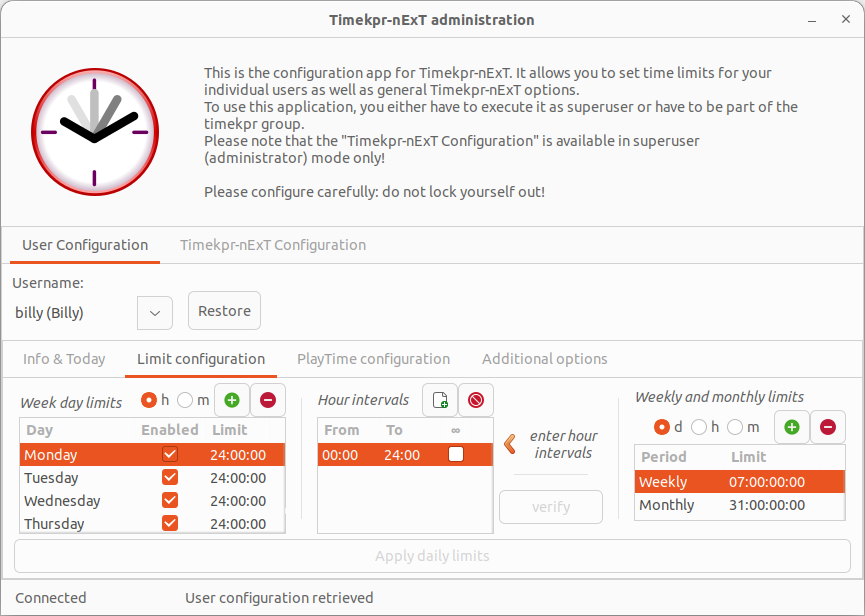 Timekpr-nExT administration
This is the configuration app for Timekpr-nExT. It allows you to set time limits for your
individual users as well as general Timekpr-nExT options.
To use this application, you either have to execute it as superuser or have to be part of the
timekpr group.
Please note that the "Timekpr-nExT Configuration" is available in superuser
(administrator) mode only!
Please configure carefully: do not lock yourself out!
User Configuration Timekpr-nExT Configuration
Username:
billy (Billy) Restore
Info & Today Limit configuration PlayTime configuration Additional options
Week day limits h m
Day Enabled Limit
Monday 24:00:00
Tuesday 24:00:00
Wednesday 24:00:00
Thursday 24:00:00
Hour intervals
From To ∞
00:00 24:00
enter hour
intervals
verify
Weekly and monthly limits
d h m
Period Limit
Weekly 07:00:00:00
Monthly 31:00:00:00
Apply daily limits
Connected User configuration retrieved